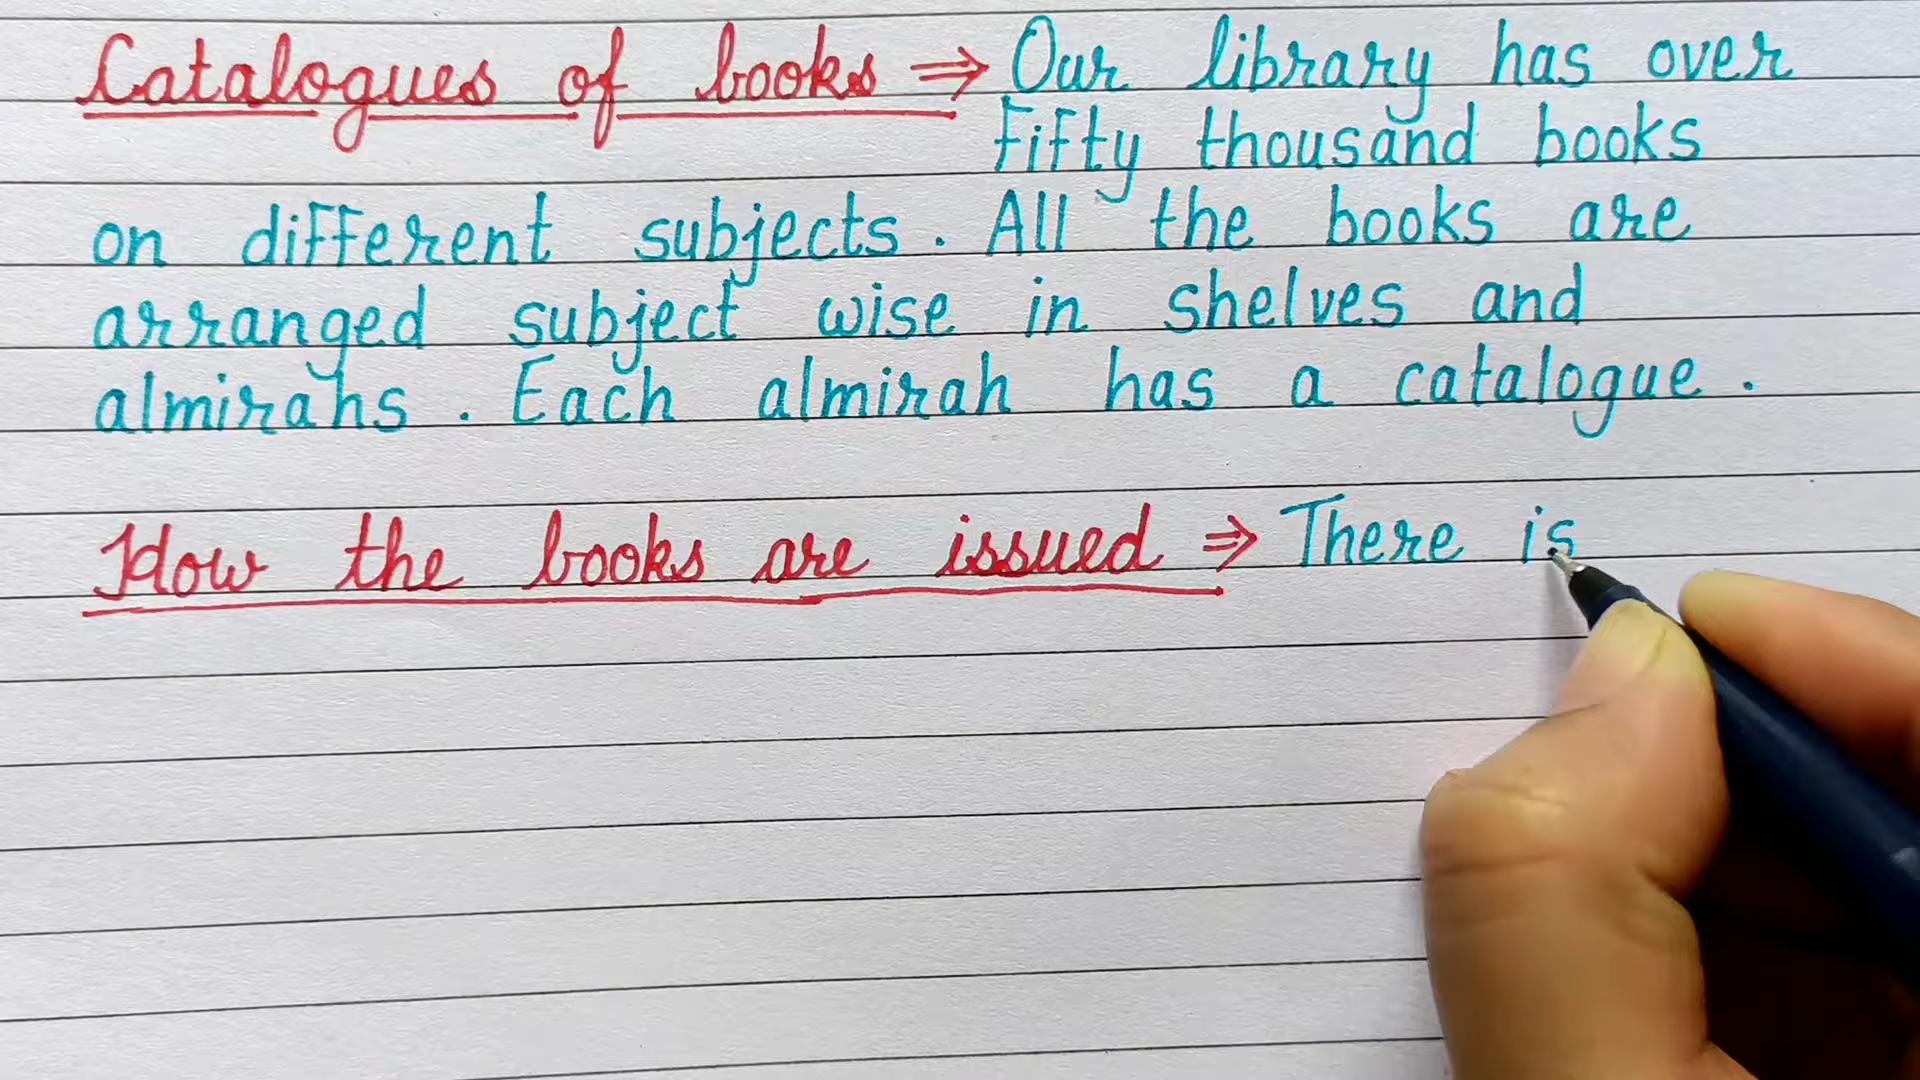 Catalogues of books ⇒ Our library has over
Fifty thousand books
on different subjects. All the books are
arranged subject wise in shelves and
almirahs. Each almirah has a catalogue.
How the books are issued ⇒ There is